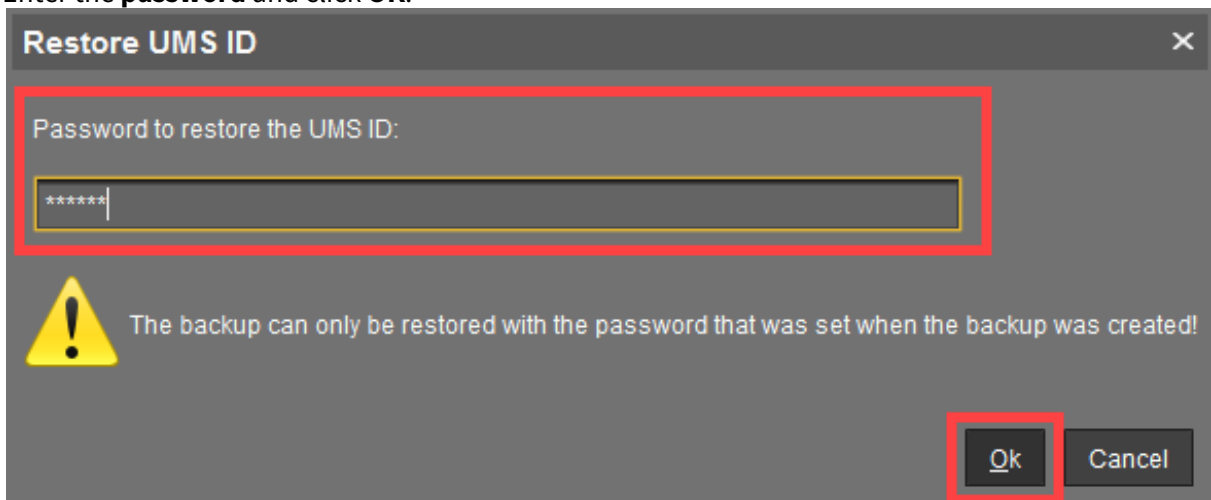 Enter the password and click OK.
Restore UMS ID
Password to restore the UMS ID:
******
The backup can only be restored with the password that was set when the backup was created!
Ok
Cancel